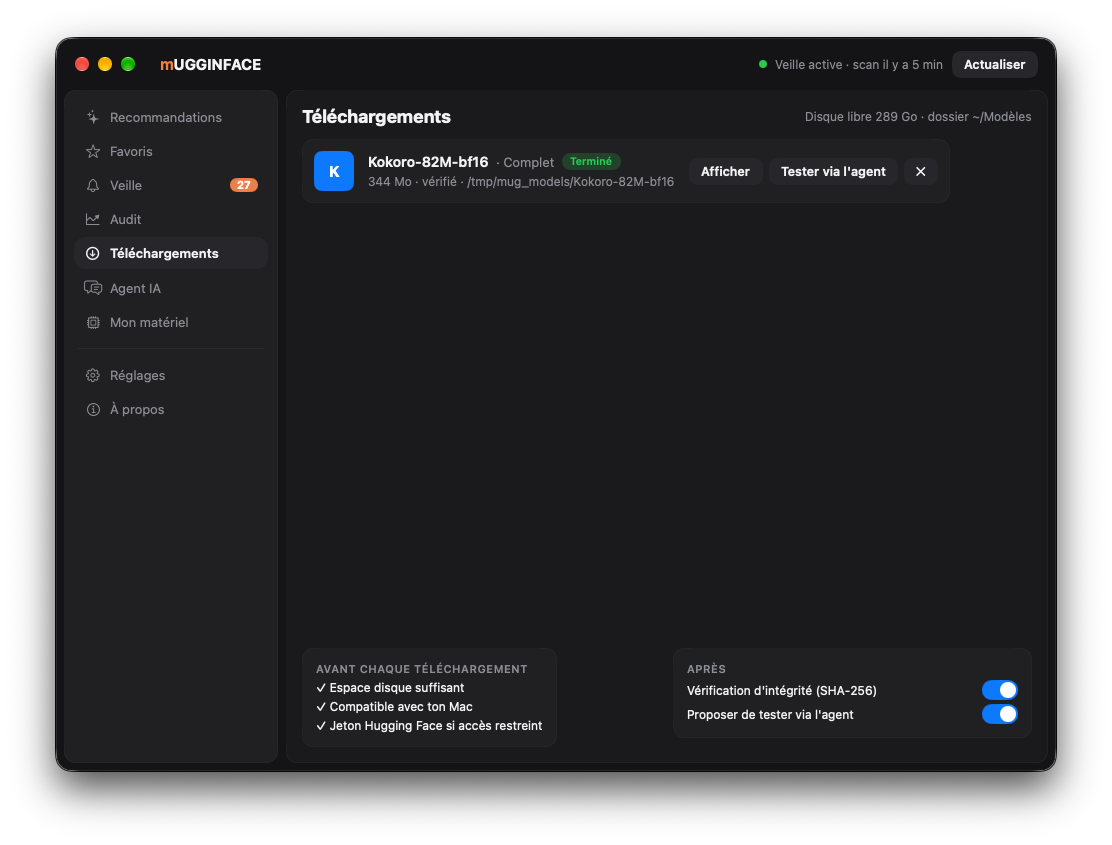 mUGGINFACE
Veille active · scan il y a 5 min
Actualiser
Recommandations
Favoris
Veille
27
Audit
Téléchargements
Agent IA
Mon matériel
Réglages
À propos
Téléchargements
Disque libre 289 Go · dossier ~/Modèles
K
Kokoro-82M-bf16 · Complet Terminé
344 Mo · vérifié · /tmp/mug_models/Kokoro-82M-bf16
Afficher
Tester via l'agent
✕
AVANT CHAQUE TÉLÉCHARGEMENT
✓ Espace disque suffisant
✓ Compatible avec ton Mac
✓ Jeton Hugging Face si accès restreint
APRÈS
Vérification d'intégrité (SHA-256)
Proposer de tester via l'agent